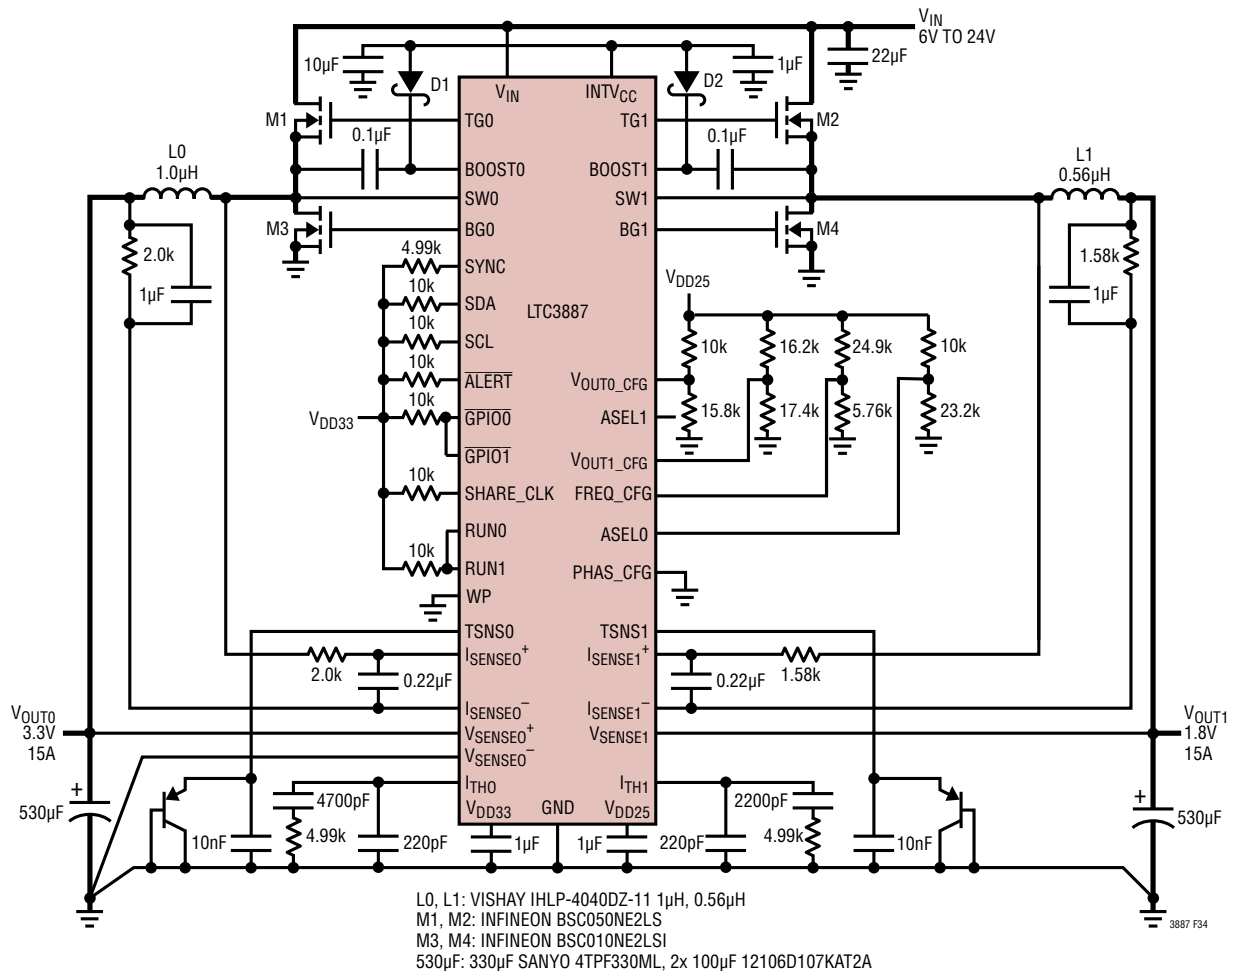 VIN
6V TO 24V
10µF
D1
VIN
INTVCC
D2
1µF
22µF
M1
TG0
TG1
M2
0.1µF
0.1µF
L0
1.0µH
BOOST0
BOOST1
L1
0.56µH
SW0
SW1
M3
BG0
BG1
M4
2.0k
1µF
4.99k
SYNC
1.58k
1µF
10k
SDA
VDD25
LTC3887
10k
SCL
10k
16.2k
24.9k
10k
10k
ALERT
VOUT0_CFG
VDD33
10k
GPIO0
ASEL1
15.8k
17.4k
5.76k
23.2k
GPIO1
VOUT1_CFG
10k
SHARE_CLK
FREQ_CFG
RUN0
ASEL0
10k
RUN1
PHAS_CFG
WP
TSNS0
TSNS1
2.0k
ISENSE0+
ISENSE1+
1.58k
0.22µF
0.22µF
ISENSE0–
ISENSE1–
VOUT0
3.3V
15A
VSENSE0+
VSENSE1
VOUT1
1.8V
15A
VSENSE0–
ITH0
ITH1
530µF
+
4700pF
VDD33
GND
VDD25
2200pF
+
530µF
10nF
4.99k
220pF
1µF
1µF
220pF
4.99k
10nF
L0, L1: VISHAY IHLP-4040DZ-11 1µH, 0.56µH
M1, M2: INFINEON BSC050NE2LS
M3, M4: INFINEON BSC010NE2LSI
530µF: 330µF SANYO 4TPF330ML, 2x 100µF 12106D107KAT2A
3887 F34